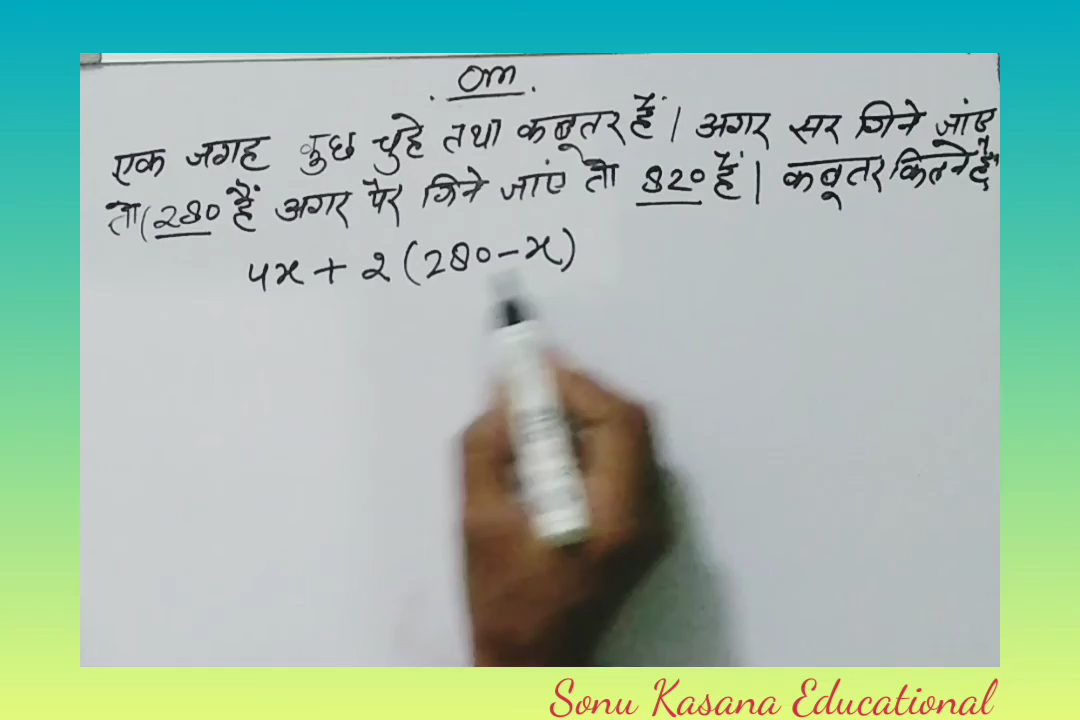 . Om .
एक जगह कुछ चुहे तथा कबूतर हैं। अगर सर गिने जांए
तो (280 हैं अगर पैर गिने जाएं तो 820 हैं। कबूतर कितने हैं
4x + 2 (280-x)
Sonu Kasana Educational